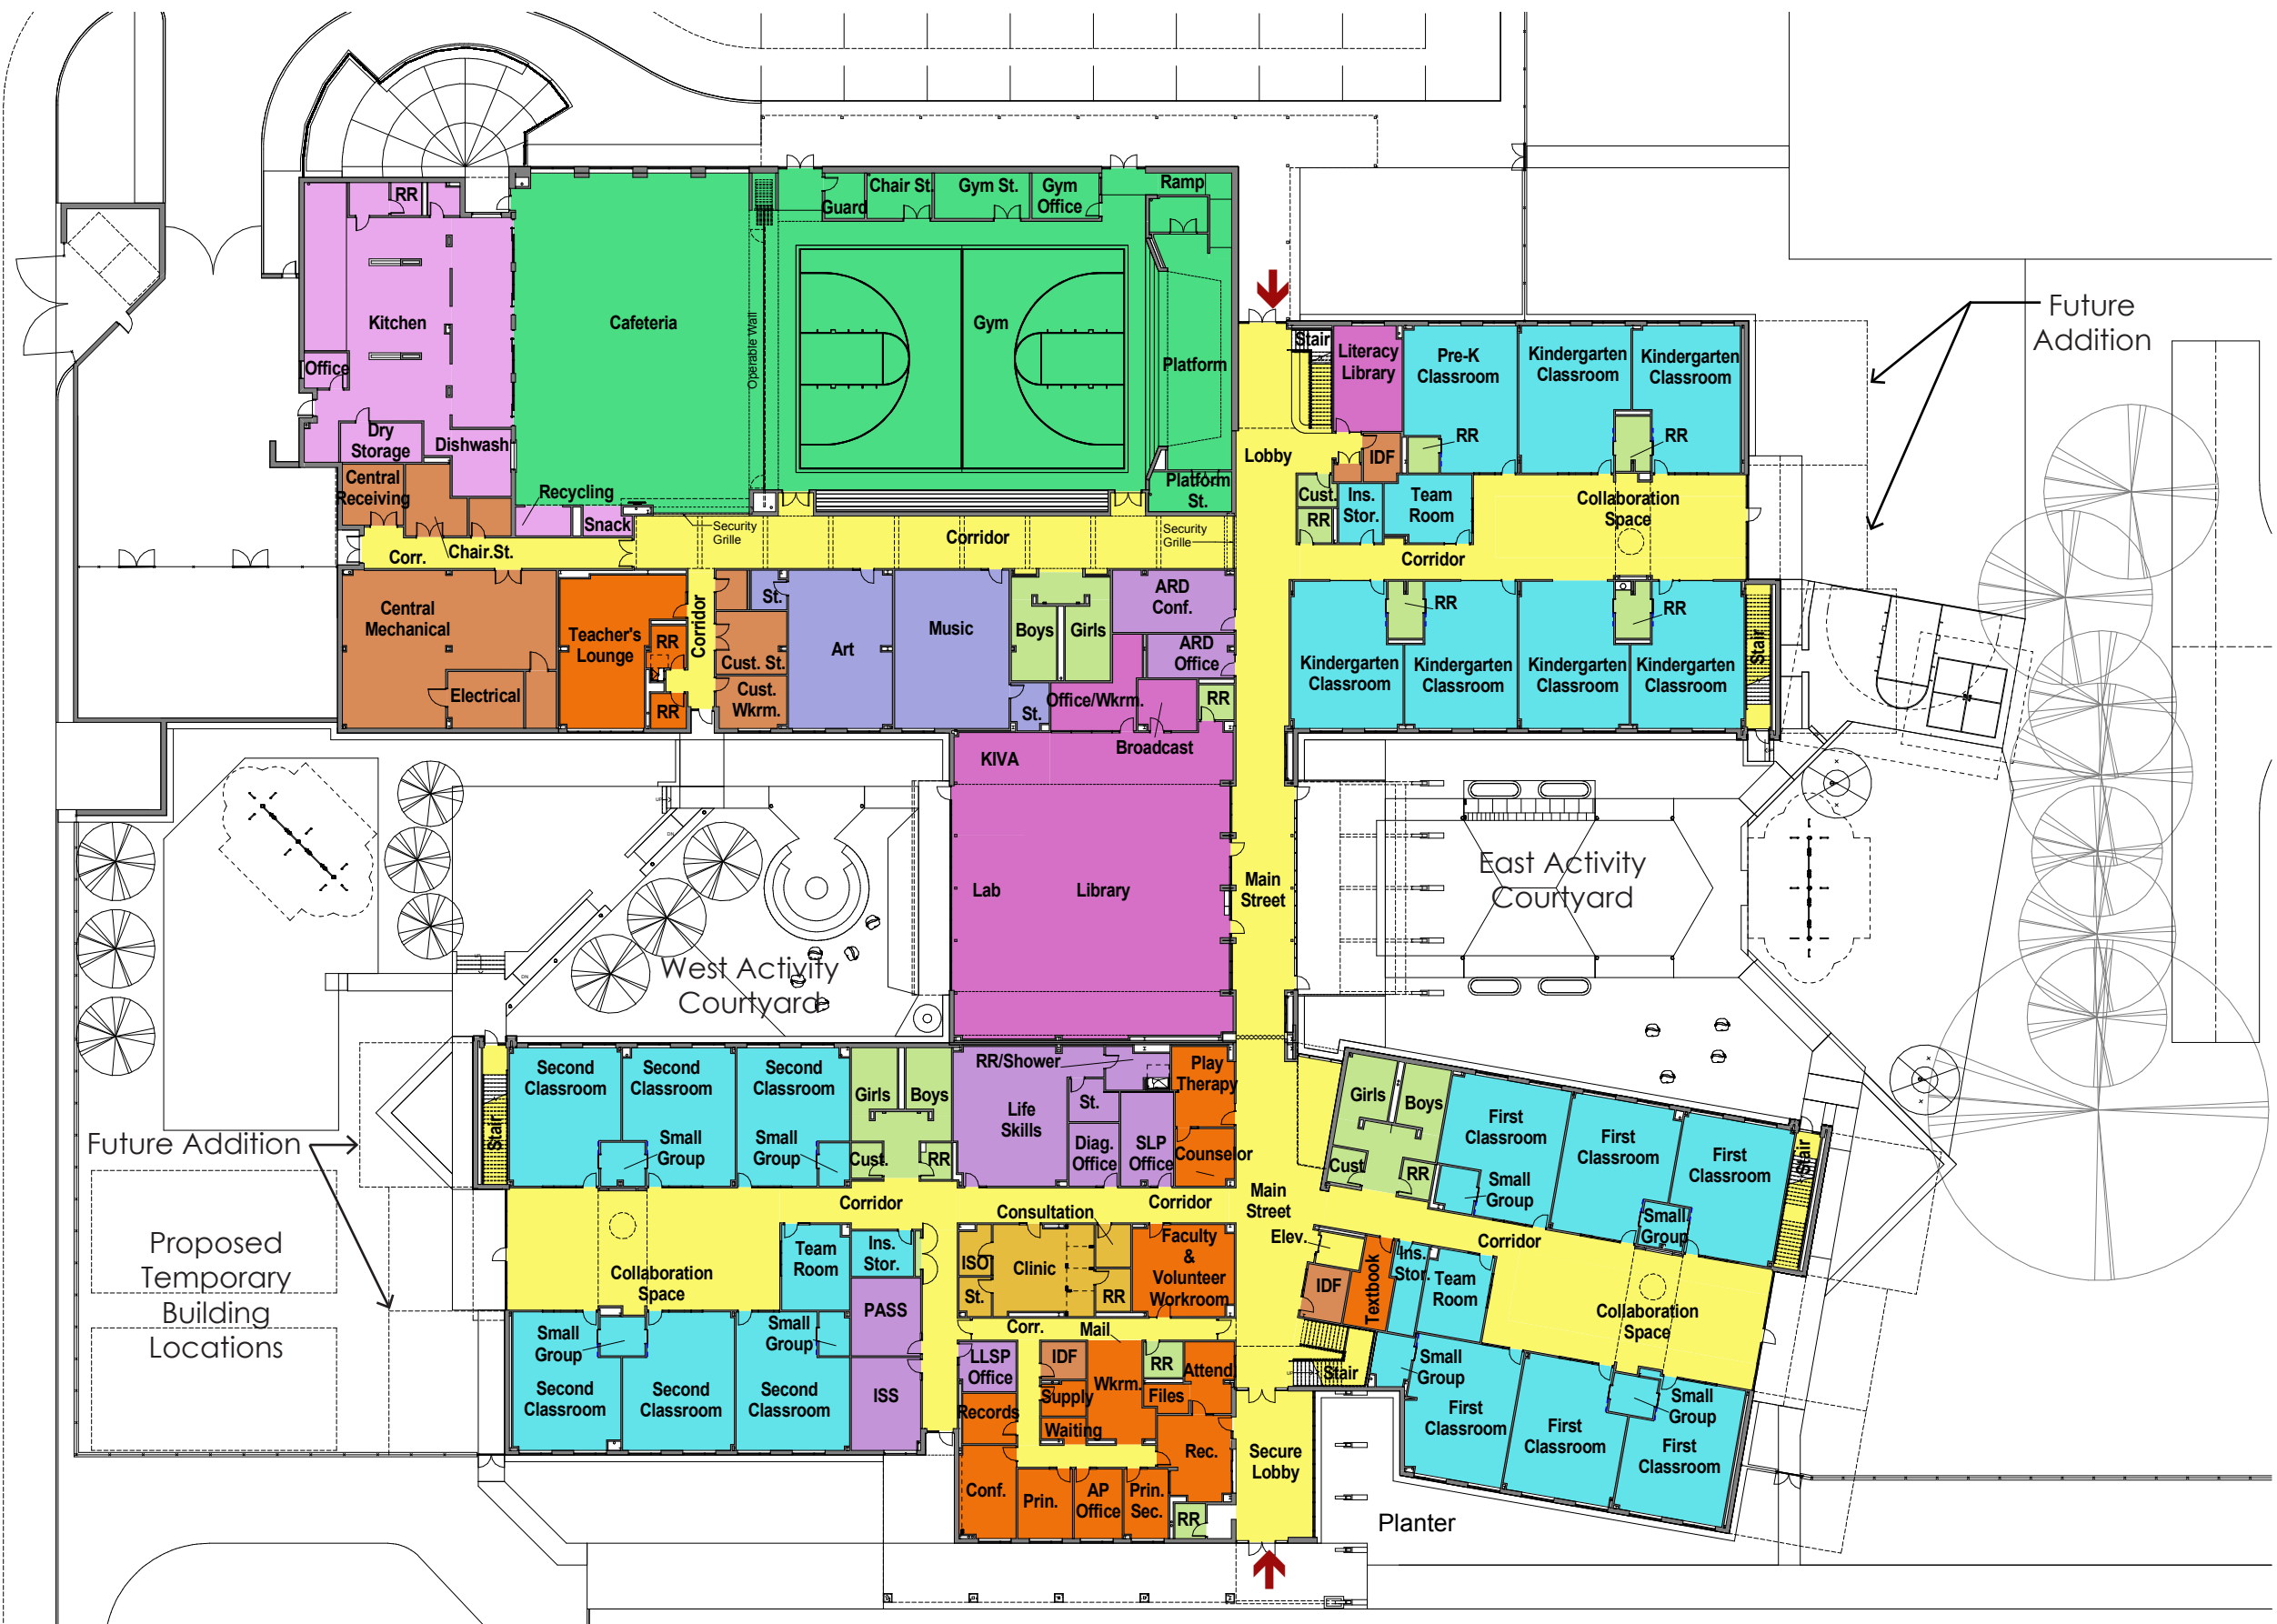 RR
Kitchen
Office
Dry
Storage
Dishwash
Central
Receiving
Chair.St.
Corr.
Recycling
Snack
Cafeteria
Operable Wall
Guard
Chair St.
Gym St.
Gym
Office
Ramp
Gym
Platform
Platform
St.
Security
Grille
Corridor
Security
Grille
Central
Mechanical
Electrical
Teacher's
Lounge
RR
RR
Corridor
St.
Cust. St.
Cust.
Wkrm.
Art
Music
St.
Boys
Girls
ARD
Conf.
ARD
Office
Office/Wkrm.
RR
Broadcast
KIVA
Lab
Library
Main
Street
Lobby
Stair
Literacy
Library
Pre-K
Classroom
Kindergarten
Classroom
Kindergarten
Classroom
RR
RR
IDF
Cust.
RR
Ins.
Stor.
Team
Room
Collaboration
Space
Corridor
RR
RR
Kindergarten
Classroom
Kindergarten
Classroom
Kindergarten
Classroom
Kindergarten
Classroom
Stair
Future
Addition
East Activity
Courtyard
West Activity
Courtyard
Future Addition
Proposed
Temporary
Building
Locations
Stair
Second
Classroom
Second
Classroom
Second
Classroom
Small
Group
Small
Group
Girls
Boys
Cust.
RR
RR/Shower
Life
Skills
St.
Diag.
Office
SLP
Office
Play
Therapy
Counselor
Corridor
Corridor
Main
Street
Collaboration
Space
Team
Room
Ins.
Stor.
PASS
ISS
Small
Group
Small
Group
Second
Classroom
Second
Classroom
Second
Classroom
Consultation
ISO
Clinic
St.
RR
Faculty
&
Volunteer
Workroom
Corr.
Mail
LLSP
Office
IDF
Supply
Waiting
Wkrm.
RR
Attend
Files
Records
Rec.
Conf.
Prin.
AP
Office
Prin.
Sec.
RR
Secure
Lobby
Girls
Boys
Cust
RR
First
Classroom
First
Classroom
First
Classroom
Small
Group
Small
Group
Stair
Elev.
IDF
Textbook
Ins.
Stor.
Team
Room
Corridor
Collaboration
Space
Stair
Small
Group
Small
Group
First
Classroom
First
Classroom
First
Classroom
Planter